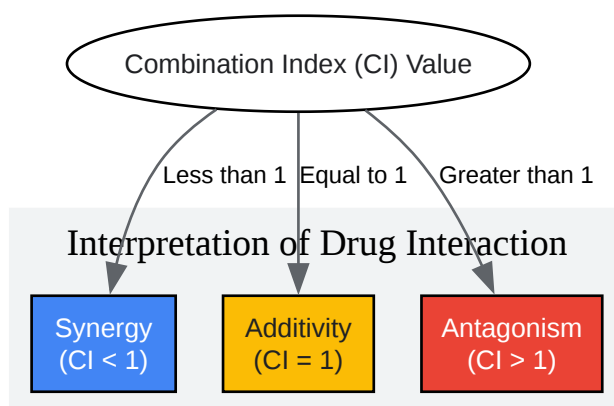 Combination Index (CI) Value
Less than 1
Equal to 1
Greater than 1
Interpretation of Drug Interaction
Synergy
(CI < 1)
Additivity
(CI = 1)
Antagonism
(CI > 1)